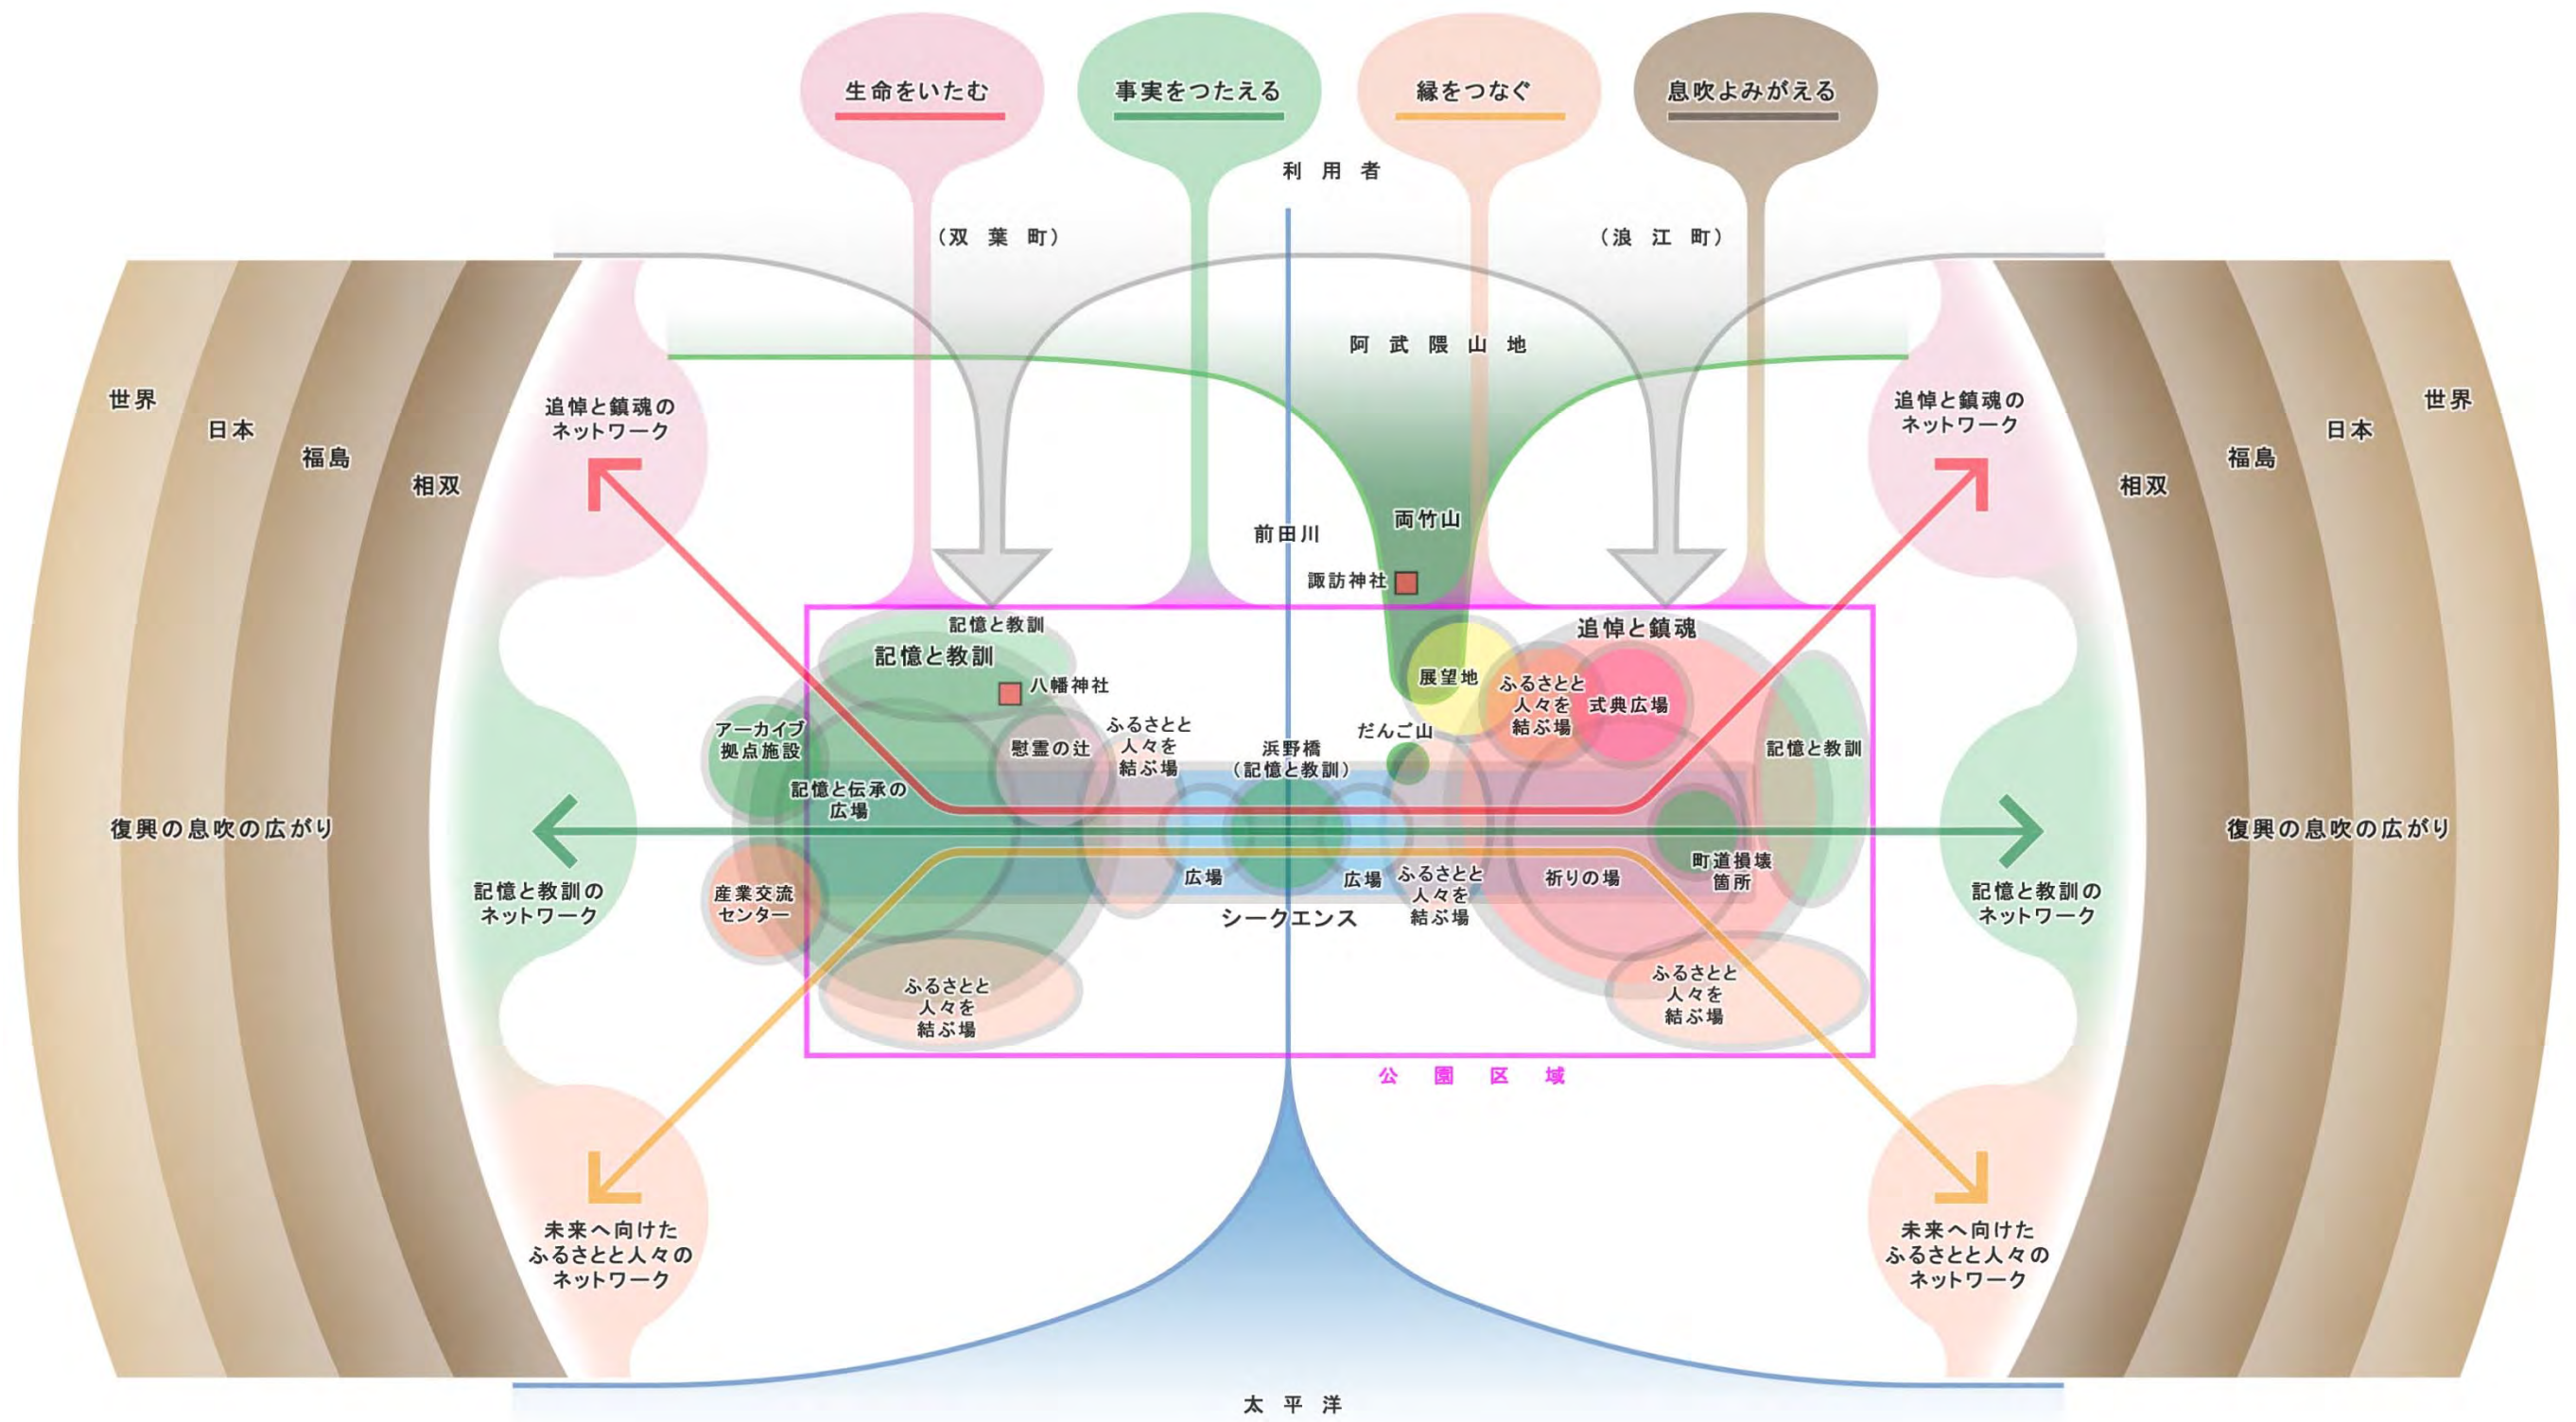 生命をいたむ
事実をつたえる
縁をつなぐ
息吹よみがえる
利用者
（双葉町）
（浪江町）
阿武隈山地
世界
日本
福島
相双
追悼と鎮魂の
ネットワーク
追悼と鎮魂の
ネットワーク
世界
日本
福島
相双
前田川
両竹山
諏訪神社
記憶と教訓
記憶と教訓
八幡神社
追悼と鎮魂
展望地
ふるさとと
人々を
結ぶ場
式典広場
アーカイブ
拠点施設
慰霊の辻
ふるさとと
人々を
結ぶ場
浜野橋
（記憶と教訓）
だんご山
記憶と教訓
記憶と伝承の
広場
復興の息吹の広がり
復興の息吹の広がり
記憶と教訓の
ネットワーク
産業交流
センター
広場
広場
ふるさとと
人々を
結ぶ場
祈りの場
町道損壊
箇所
記憶と教訓の
ネットワーク
シークエンス
ふるさとと
人々を
結ぶ場
ふるさとと
人々を
結ぶ場
公園区域
未来へ向けた
ふるさとと人々の
ネットワーク
未来へ向けた
ふるさとと人々の
ネットワーク
太平洋